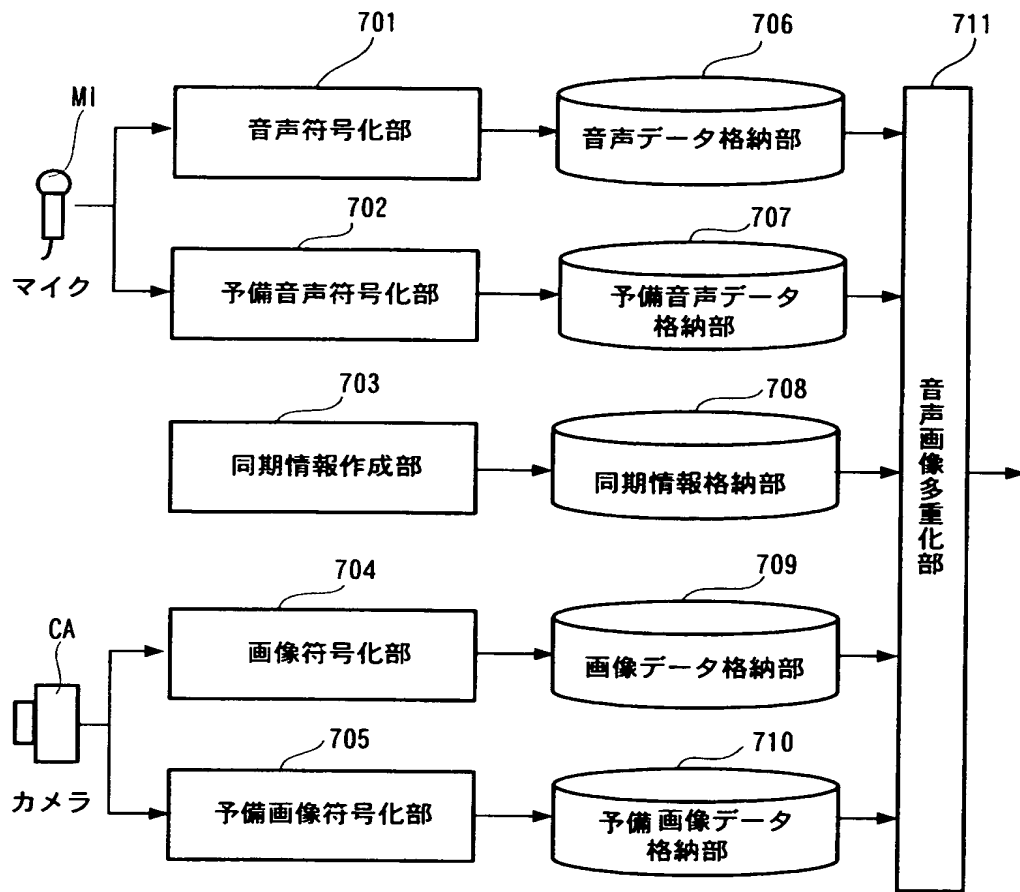 701
706
711
MI
音声符号化部
音声データ格納部
702
707
マイク
予備音声符号化部
予備音声データ
格納部
703
708
同期情報作成部
同期情報格納部
音声画像多重化部
704
709
CA
画像符号化部
画像データ格納部
705
710
カメラ
予備画像符号化部
予備画像データ
格納部